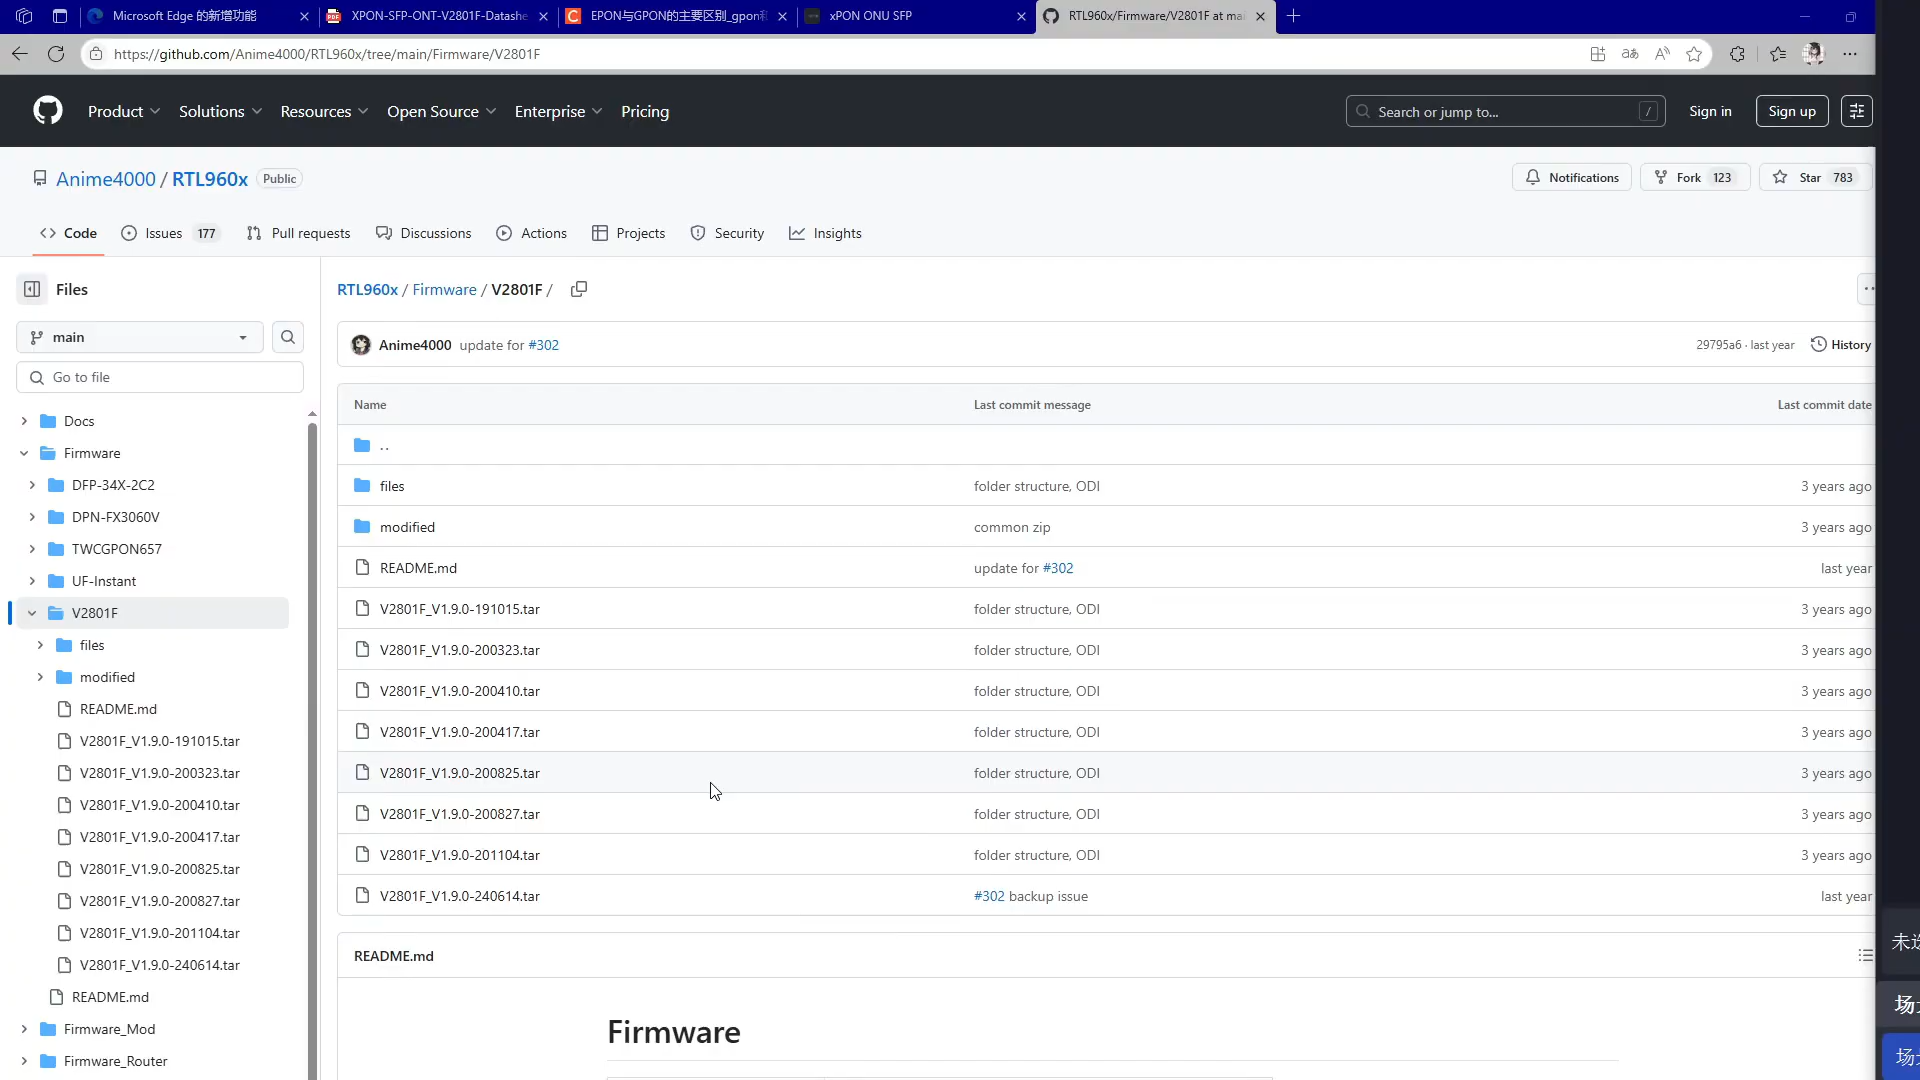 Microsoft Edge 的新增功能
XPON-SFP-ONT-V2801F-Datashe
EPON与GPON的主要区别_gpon和
xPON ONU SFP
RTL960x/Firmware/V2801F at mai
https://github.com/Anime4000/RTL960x/tree/main/Firmware/V2801F
Product
Solutions
Resources
Open Source
Enterprise
Pricing
Search or jump to...
/
Sign in
Sign up
Anime4000 / RTL960x
Public
Notifications
Fork 123
Star 783
Code
Issues 177
Pull requests
Discussions
Actions
Projects
Security
Insights
Files
main
Go to file
Docs
Firmware
DFP-34X-2C2
DPN-FX3060V
TWCGPON657
UF-Instant
V2801F
files
modified
README.md
V2801F_V1.9.0-191015.tar
V2801F_V1.9.0-200323.tar
V2801F_V1.9.0-200410.tar
V2801F_V1.9.0-200417.tar
V2801F_V1.9.0-200825.tar
V2801F_V1.9.0-200827.tar
V2801F_V1.9.0-201104.tar
V2801F_V1.9.0-240614.tar
README.md
Firmware_Mod
Firmware_Router
RTL960x / Firmware / V2801F /
Anime4000 update for #302
29795a6 · last year
History
Name Last commit message Last commit date
..
files folder structure, ODI 3 years ago
modified common zip 3 years ago
README.md update for #302 last year
V2801F_V1.9.0-191015.tar folder structure, ODI 3 years ago
V2801F_V1.9.0-200323.tar folder structure, ODI 3 years ago
V2801F_V1.9.0-200410.tar folder structure, ODI 3 years ago
V2801F_V1.9.0-200417.tar folder structure, ODI 3 years ago
V2801F_V1.9.0-200825.tar folder structure, ODI 3 years ago
V2801F_V1.9.0-200827.tar folder structure, ODI 3 years ago
V2801F_V1.9.0-201104.tar folder structure, ODI 3 years ago
V2801F_V1.9.0-240614.tar #302 backup issue last year
README.md
Firmware
未
场
场